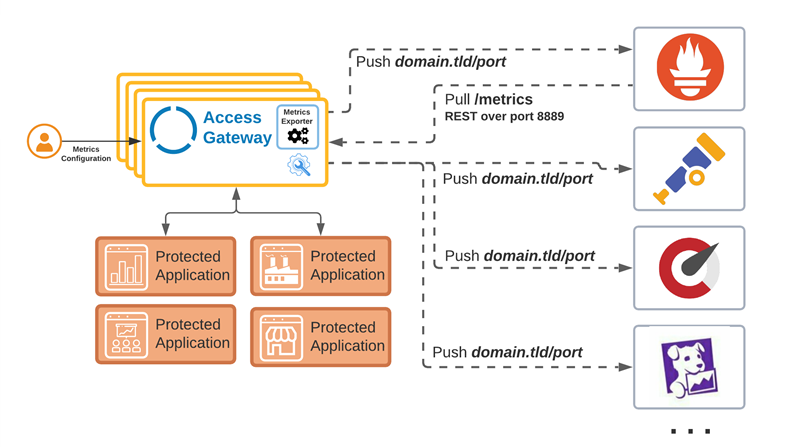 Push domain.tld/port
Access
Gateway
Metrics
Exporter
Pull /metrics
REST over port 8889
Metrics
Configuration
Push domain.tld/port
Protected
Application
Protected
Application
Push domain.tld/port
Protected
Application
Protected
Application
Push domain.tld/port
...